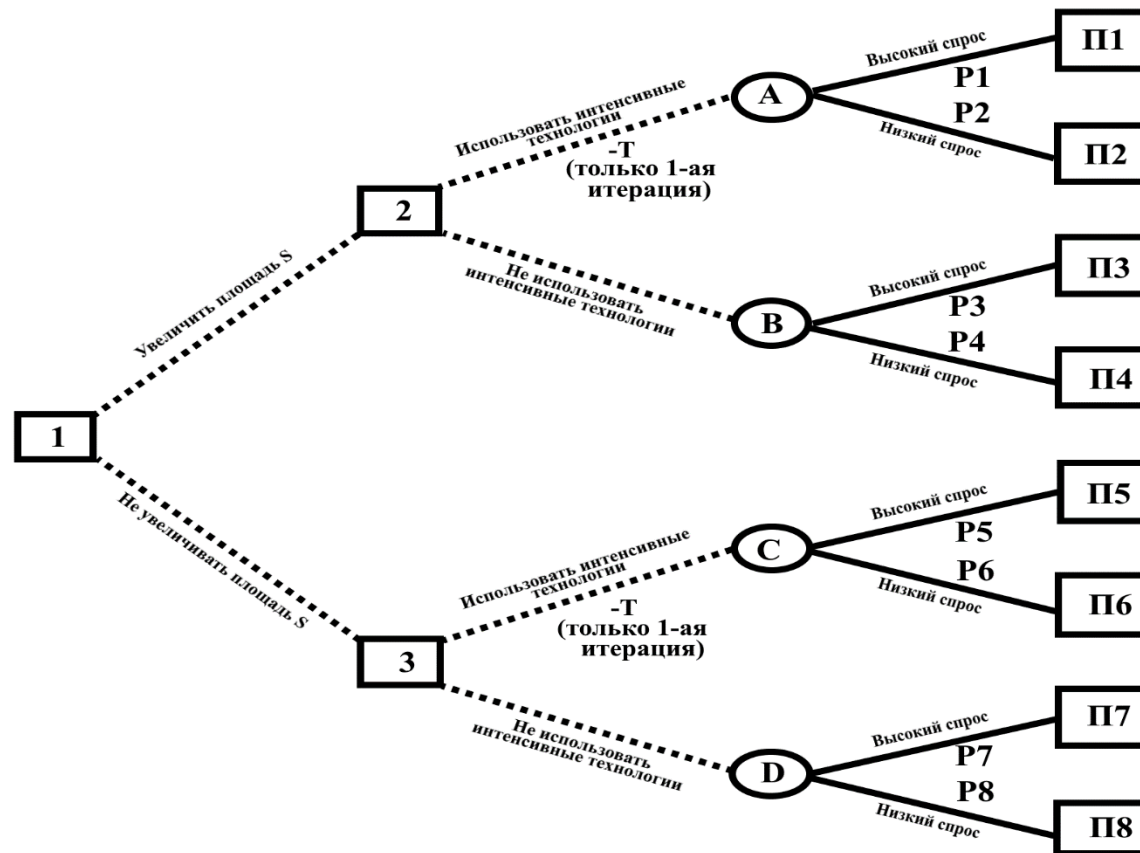 Высокий спрос
П1
P1
A
P2
Использовать интенсивные
технологии
Низкий спрос
П2
-T
(только 1-ая
итерация)
2
Увеличить площадь S
Не использовать
интенсивные технологии
Высокий спрос
П3
P3
B
P4
Низкий спрос
П4
1
Не увеличивать площадь S
Использовать интенсивные
технологии
-T
(только 1-ая
итерация)
Высокий спрос
П5
P5
C
P6
Низкий спрос
П6
3
Не использовать
интенсивные технологии
Высокий спрос
П7
P7
D
P8
Низкий спрос
П8